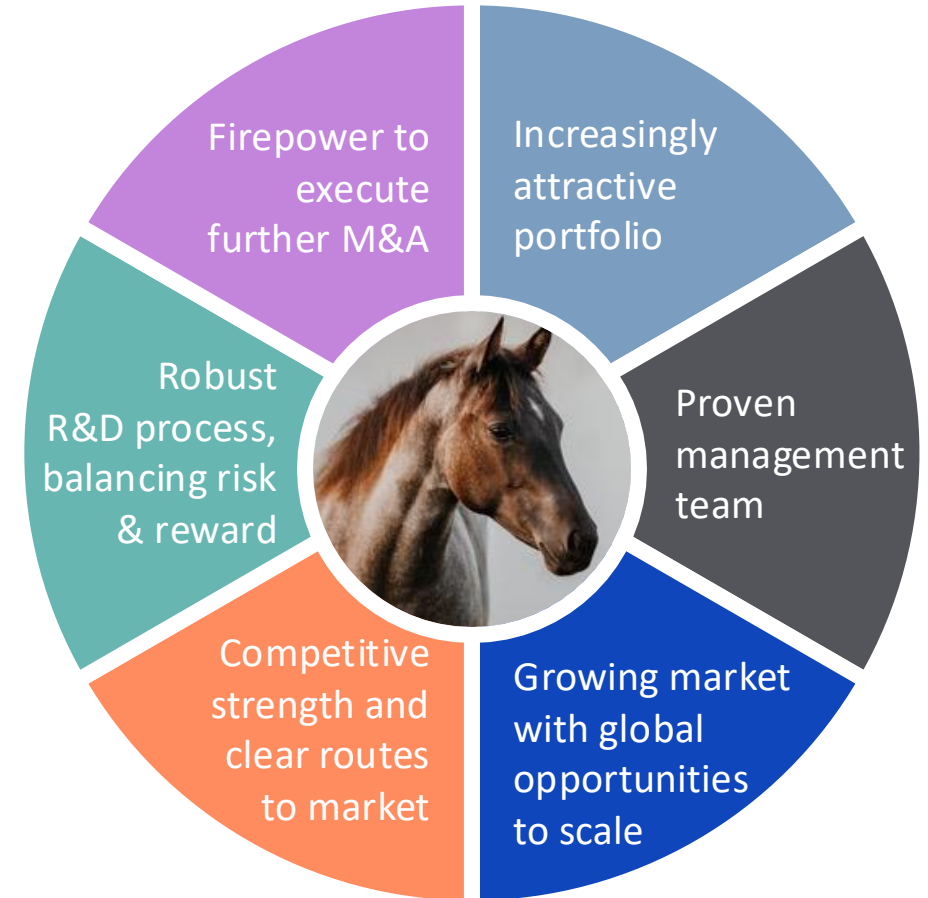 Firepower to
execute
further M&A
Increasingly
attractive
portfolio
Proven
management
team
Growing market
with global
opportunities
to scale
Competitive
strength and
clear routes
to market
Robust
R&D process,
balancing risk
& reward